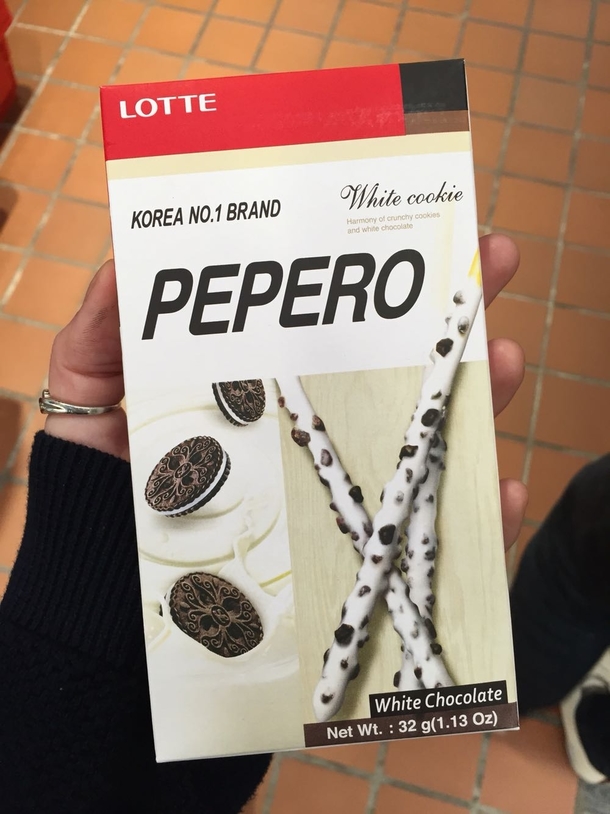 LOTTE
KOREA NO.1 BRAND
White cookie
Harmony of crunchy cookies
and white chocolate
PEPERO
White Chocolate
Net Wt. : 32 g(1.13 Oz)